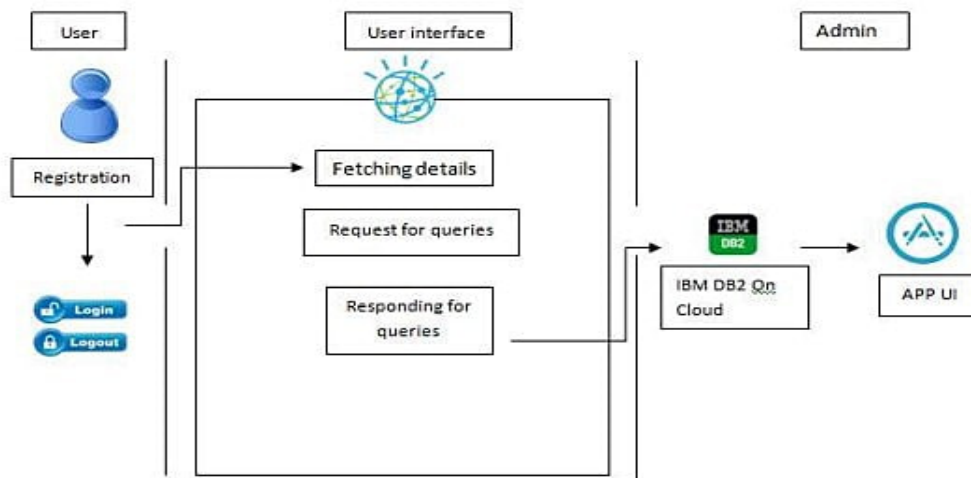 User
User interface
Admin
Registration
Fetching details
Request for queries
Responding for
queries
Login
Logout
IBM
DB2
IBM DB2 On
Cloud
APP UI